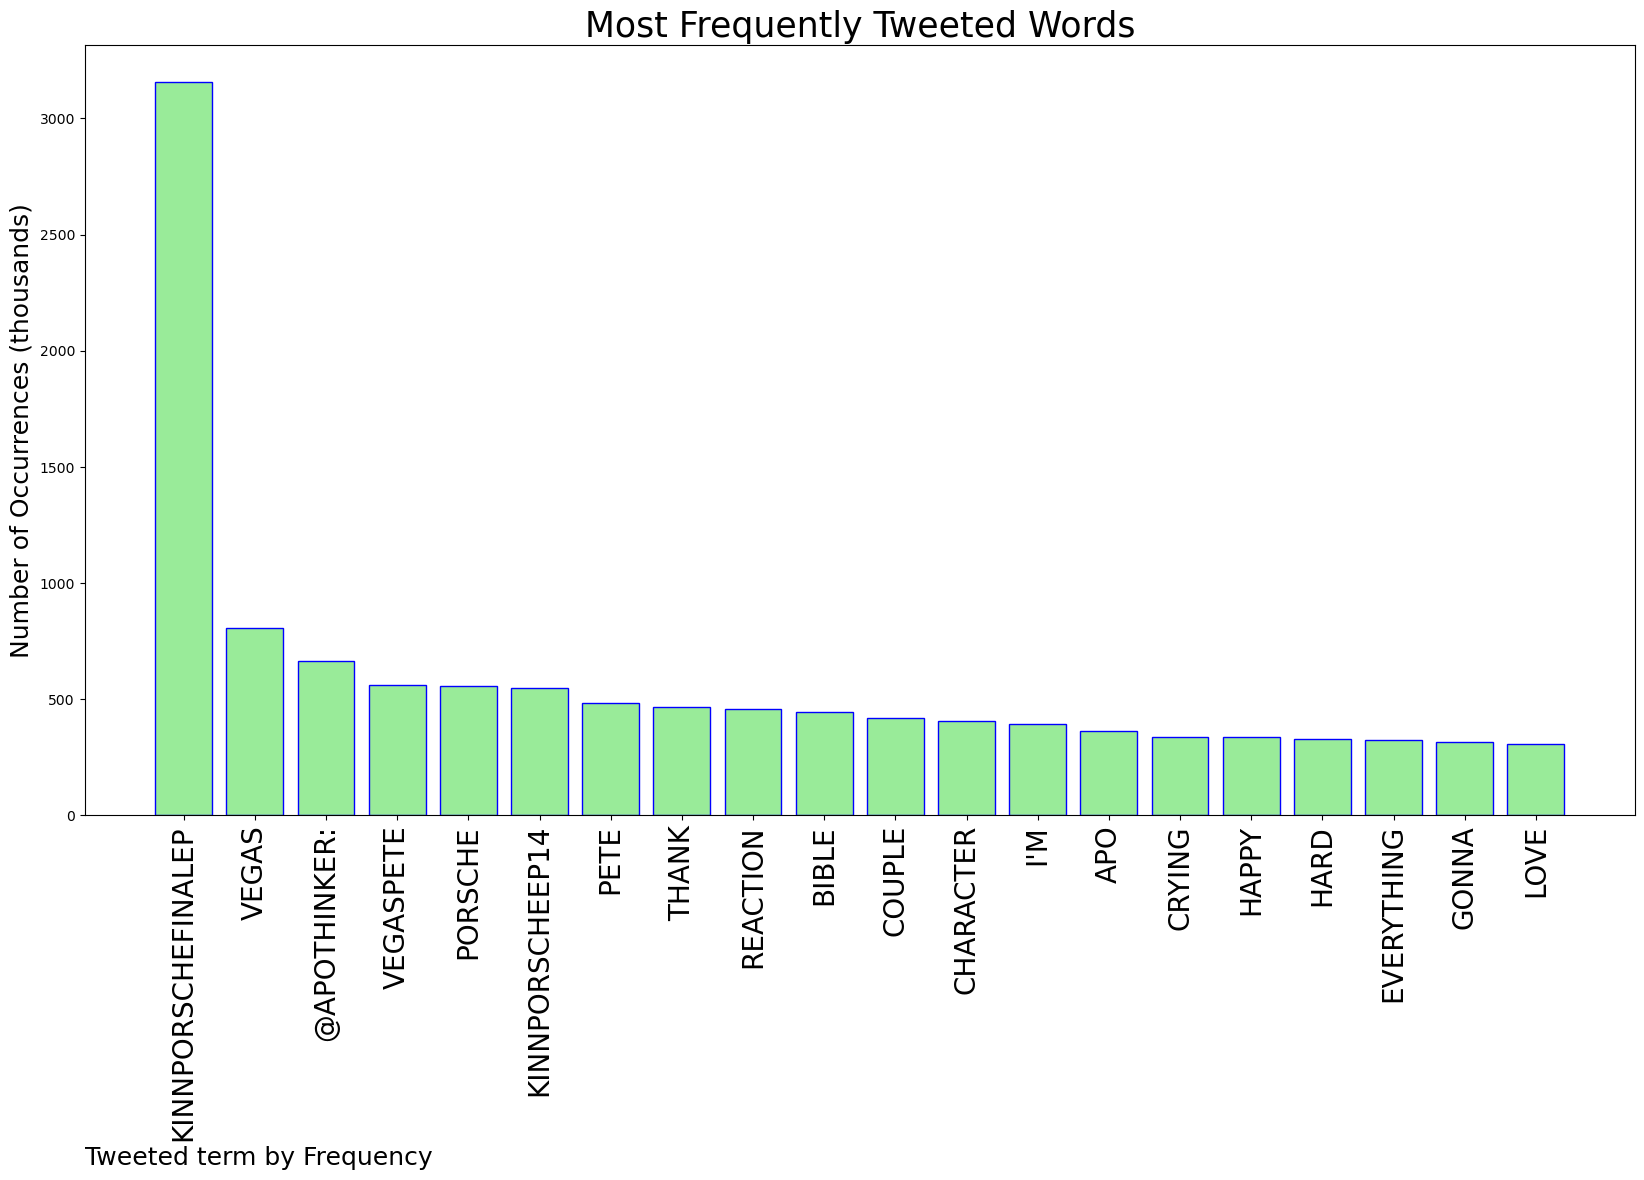 Most Frequently Tweeted Words
Number of Occurrences (thousands)
3000
2500
2000
1500
1000
500
0
KINNPORSCHEFINALEP
VEGAS
@APOTHINKER:
VEGASPETE
PORSCHE
KINNPORSCHEEP14
PETE
THANK
REACTION
BIBLE
COUPLE
CHARACTER
I'M
APO
CRYING
HAPPY
HARD
EVERYTHING
GONNA
LOVE
Tweeted term by Frequency